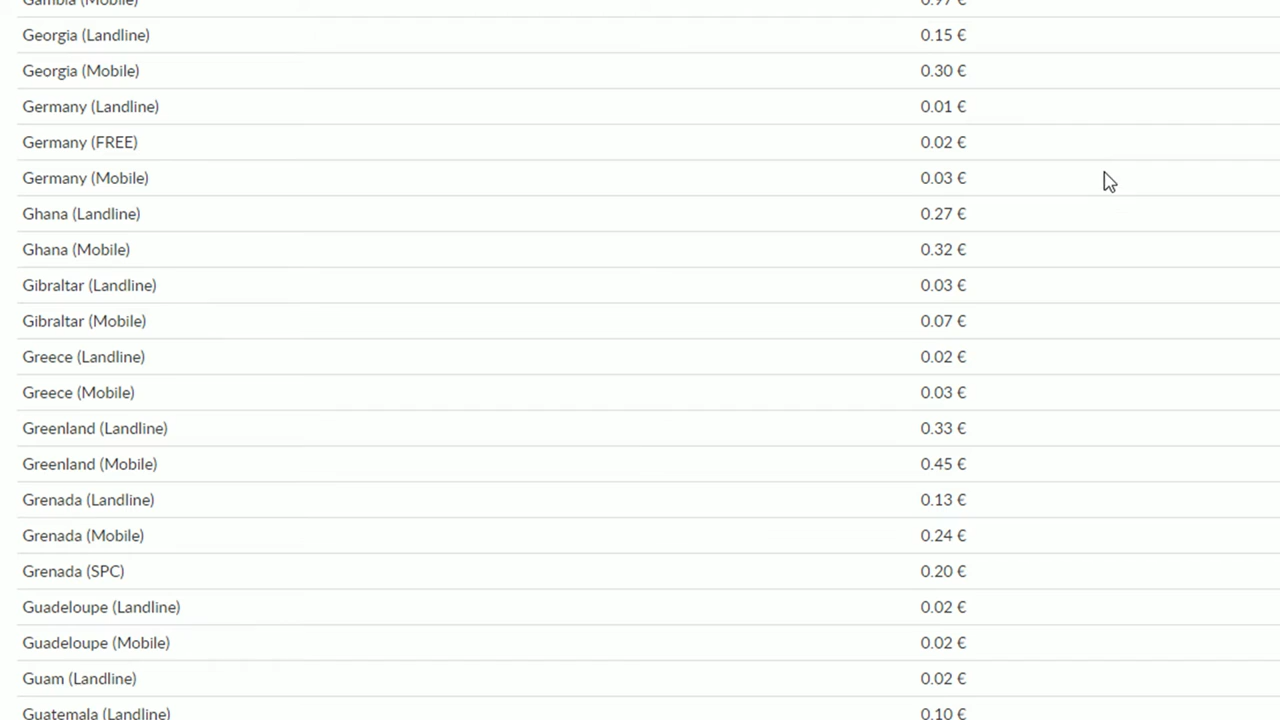 Gambia (Mobile) 0.97 €
Georgia (Landline) 0.15 €
Georgia (Mobile) 0.30 €
Germany (Landline) 0.01 €
Germany (FREE) 0.02 €
Germany (Mobile) 0.03 €
Ghana (Landline) 0.27 €
Ghana (Mobile) 0.32 €
Gibraltar (Landline) 0.03 €
Gibraltar (Mobile) 0.07 €
Greece (Landline) 0.02 €
Greece (Mobile) 0.03 €
Greenland (Landline) 0.33 €
Greenland (Mobile) 0.45 €
Grenada (Landline) 0.13 €
Grenada (Mobile) 0.24 €
Grenada (SPC) 0.20 €
Guadeloupe (Landline) 0.02 €
Guadeloupe (Mobile) 0.02 €
Guam (Landline) 0.02 €
Guatemala (Landline) 0.10 €